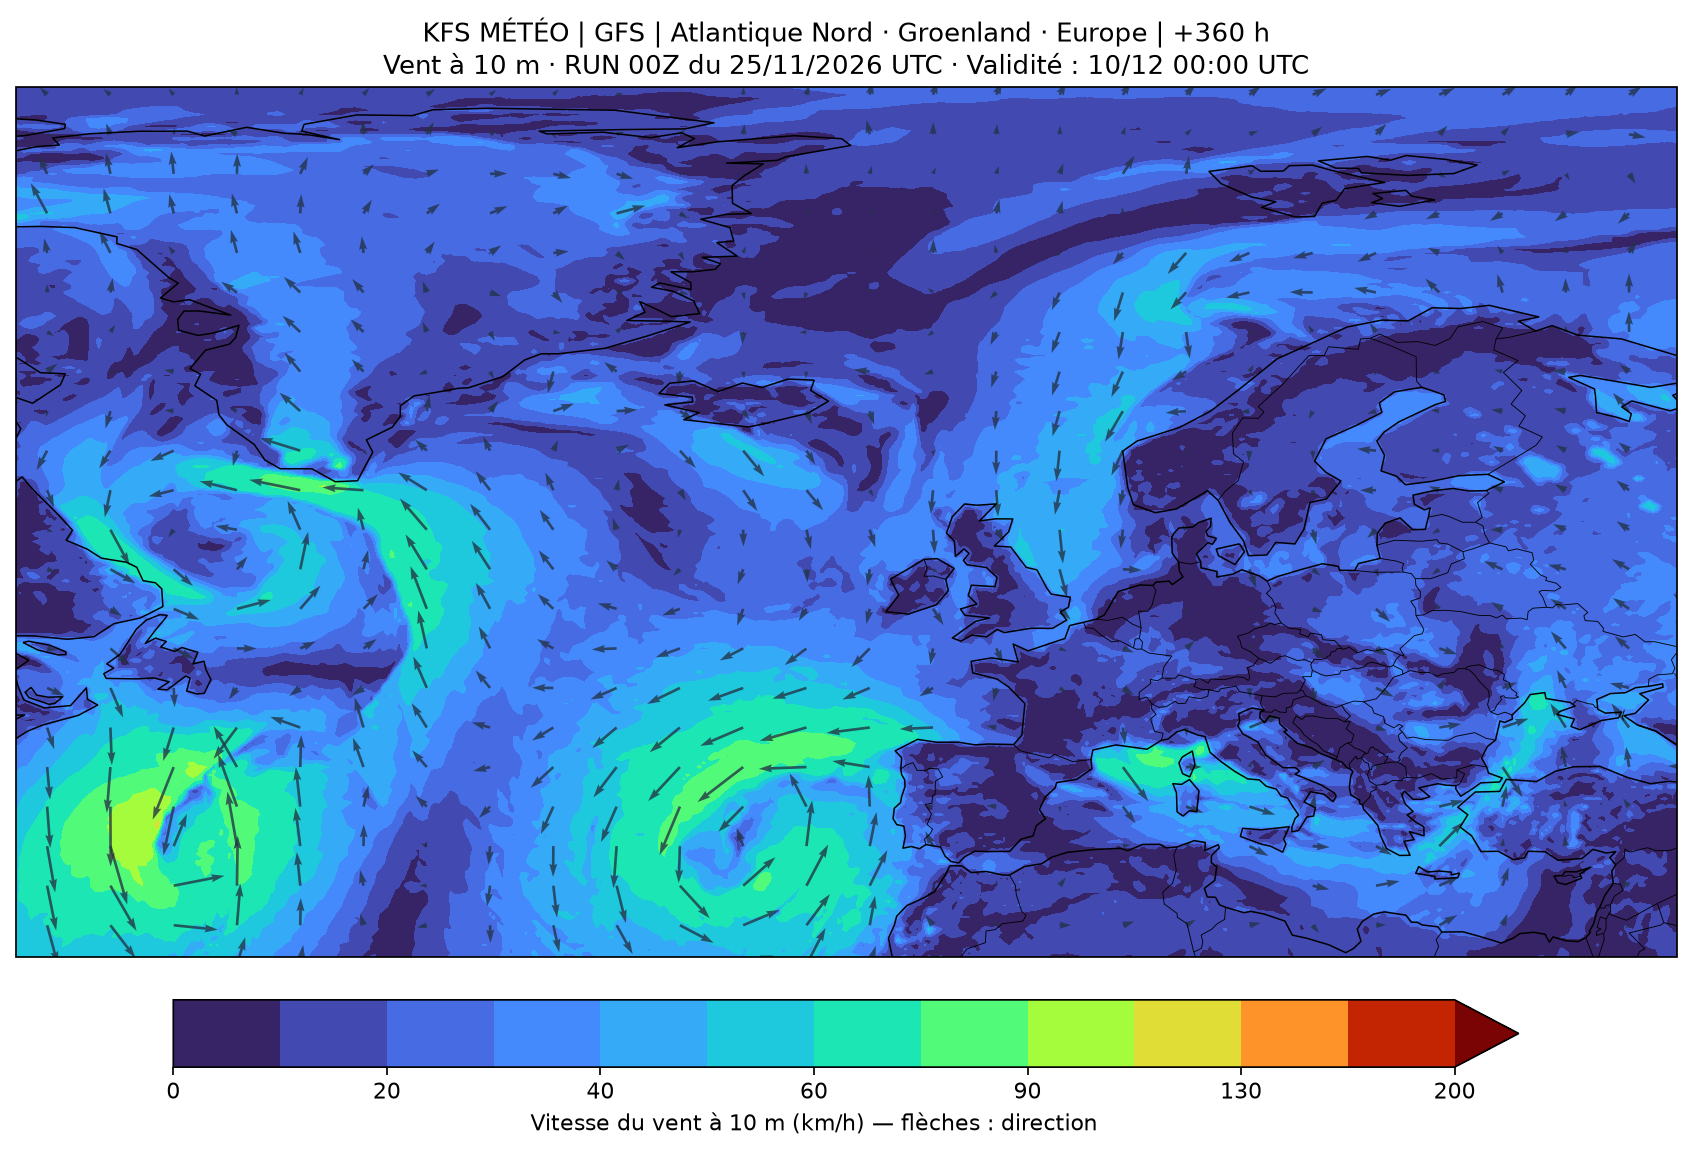 KFS MÉTÉO | GFS | Atlantique Nord · Groenland · Europe | +360 h
Vent à 10 m · RUN 00Z du 25/11/2026 UTC · Validité : 10/12 00:00 UTC
0 20 40 60 90 130 200
Vitesse du vent à 10 m (km/h) — flèches : direction